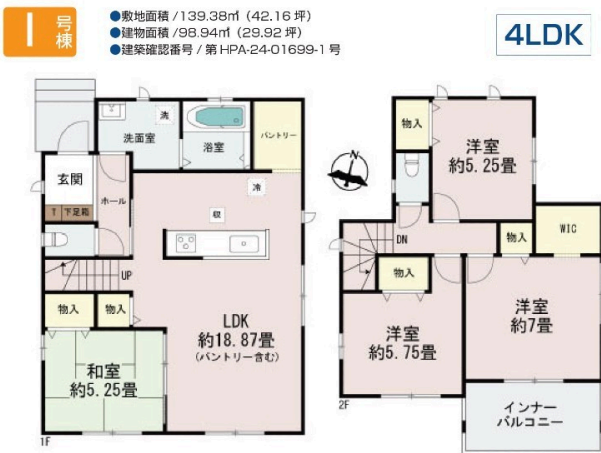 1号棟
●敷地面積/139.38㎡(42.16坪)
●建物面積/98.94㎡(29.92坪)
●建築確認番号/第HPA-24-01699-1号
4LDK
洗面室
洗
浴室
パントリー
玄関
ホール
T
下足箱
冷
収
UP
物入
物入
LDK
約18.87畳
(パントリー含む)
和室
約5.25畳
1F
物入
洋室
約5.25畳
DN
物入
WIC
物入
洋室
約5.75畳
洋室
約7畳
2F
インナー
バルコニー
N